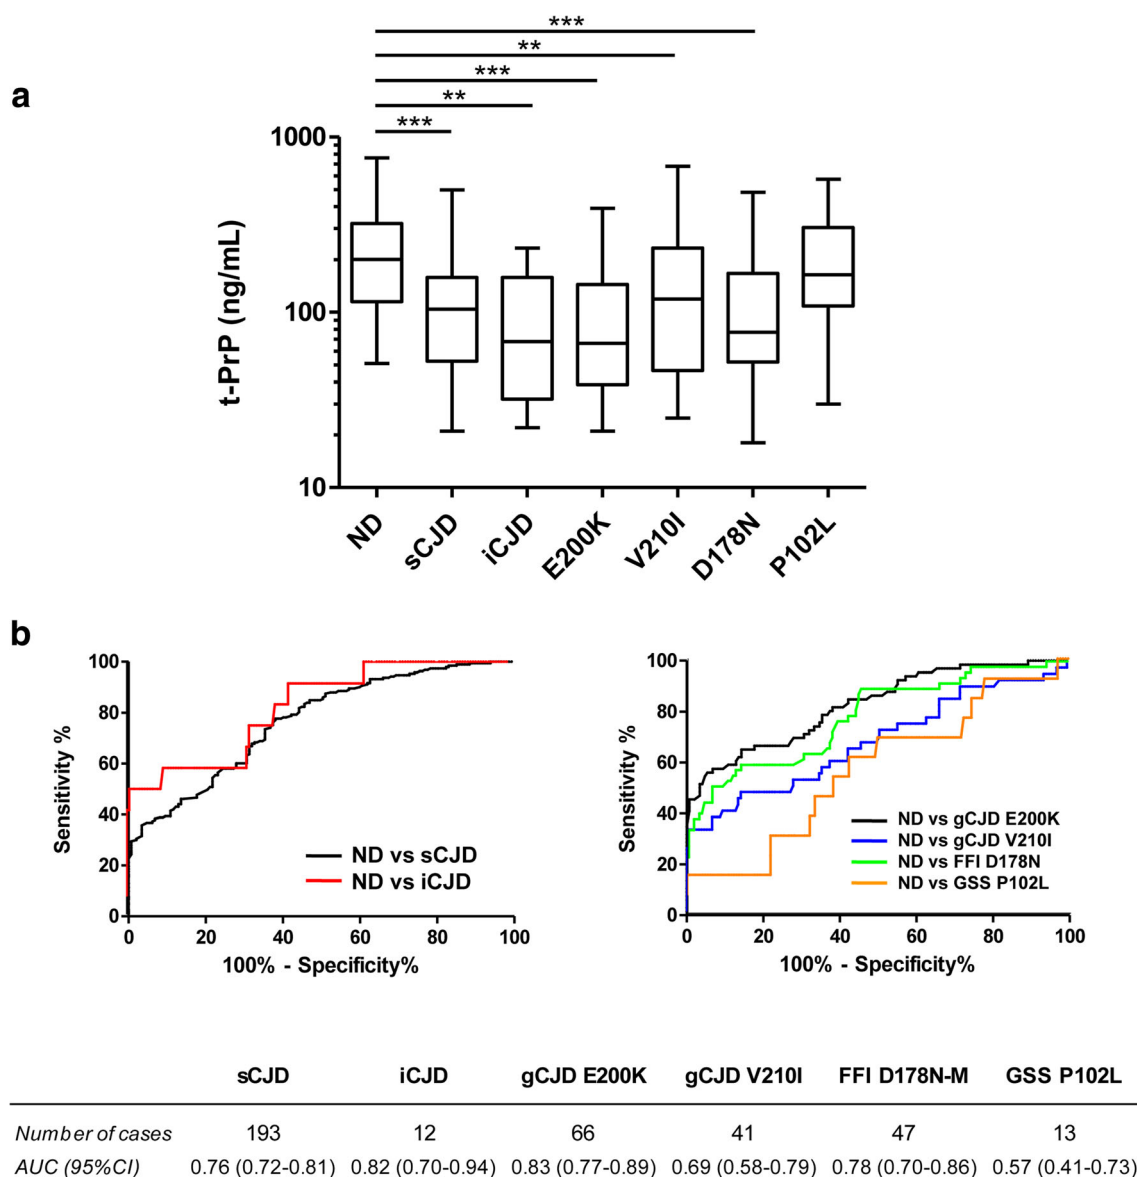 a
***
**
***
**
***
t-PrP (ng/mL)
1000
100
10
ND
sCJD
iCJD
E200K
V210I
D178N
P102L
b
Sensitivity %
100
80
60
40
20
0
0 20 40 60 80 100
100% - Specificity%
ND vs sCJD
ND vs iCJD
Sensitivity %
100
80
60
40
20
0
0 20 40 60 80 100
100% - Specificity%
ND vs gCJD E200K
ND vs gCJD V210I
ND vs FFI D178N
ND vs GSS P102L
sCJD iCJD gCJD E200K gCJD V210I FFI D178N-M GSS P102L
Number of cases 193 12 66 41 47 13
AUC (95%CI) 0.76 (0.72-0.81) 0.82 (0.70-0.94) 0.83 (0.77-0.89) 0.69 (0.58-0.79) 0.78 (0.70-0.86) 0.57 (0.41-0.73)